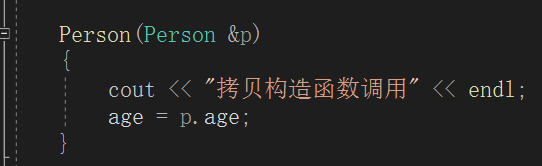 Person(Person &p)
{
cout << "拷贝构造函数调用" << endl;
age = p.age;
}